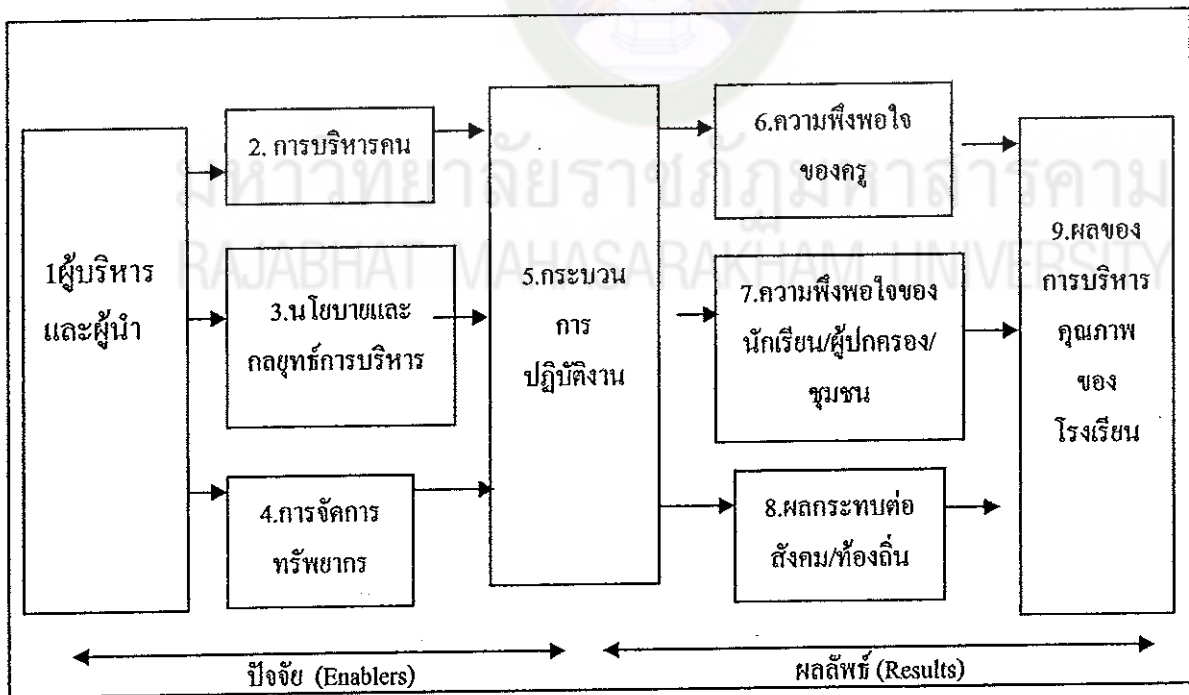 มหาวิทยาลัยราชภัฏมหาสารคาม
RAJABHAT MAHASARAKHAM UNIVERSITY
1ผู้บริหาร
และผู้นำ
2. การบริหารคน
3.นโยบายและ
กลยุทธ์การบริหาร
4.การจัดการ
ทรัพยากร
5.กระบวน
การ
ปฏิบัติงาน
6.ความพึงพอใจ
ของครู
7.ความพึงพอใจของ
นักเรียน/ผู้ปกครอง/
ชุมชน
8.ผลกระทบต่อ
สังคม/ท้องถิ่น
9.ผลของ
การบริหาร
คุณภาพ
ของ
โรงเรียน
ปัจจัย (Enablers)
ผลลัพธ์ (Results)